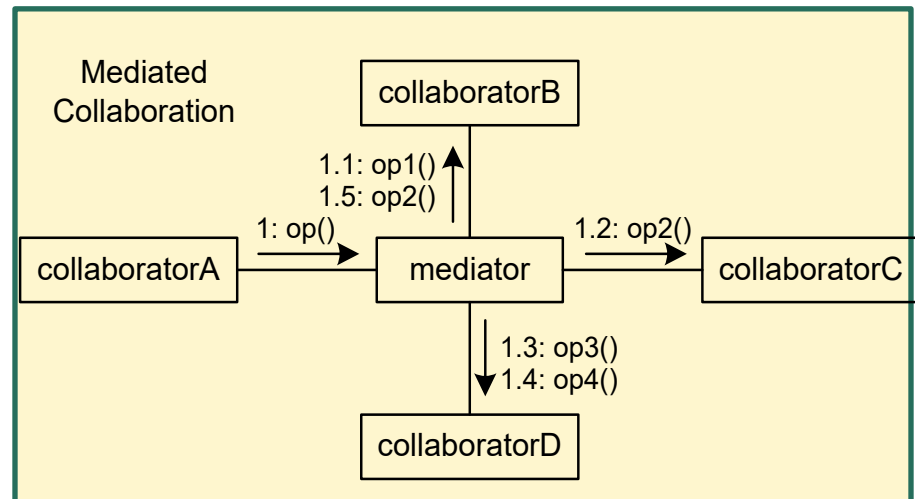 Mediated
Collaboration
collaboratorB
1.1: op1()
1.5: op2()
1: op()
1.2: op2()
collaboratorA
mediator
collaboratorC
1.3: op3()
1.4: op4()
collaboratorD